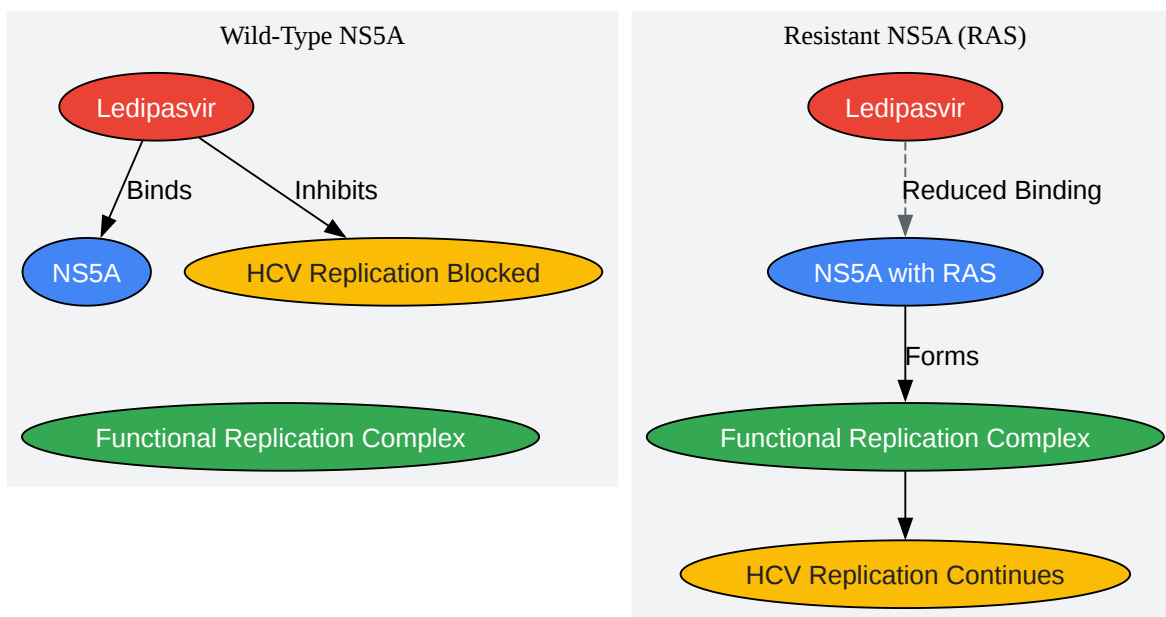 Wild-Type NS5A
Ledipasvir
Binds
Inhibits
NS5A
HCV Replication Blocked
Functional Replication Complex
Resistant NS5A (RAS)
Ledipasvir
Reduced Binding
NS5A with RAS
Forms
Functional Replication Complex
HCV Replication Continues